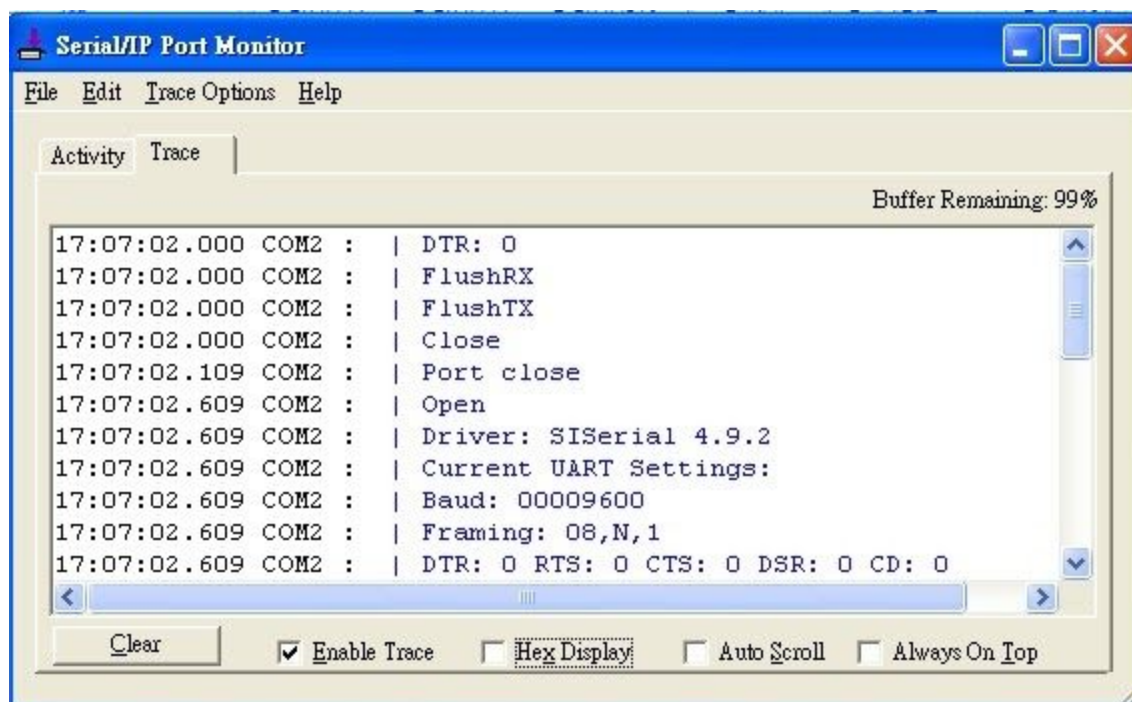 Serial/IP Port Monitor
File Edit Trace Options Help
Activity Trace
Buffer Remaining: 99%
17:07:02.000 COM2 : | DTR: 0
17:07:02.000 COM2 : | FlushRX
17:07:02.000 COM2 : | FlushTX
17:07:02.000 COM2 : | Close
17:07:02.109 COM2 : | Port close
17:07:02.609 COM2 : | Open
17:07:02.609 COM2 : | Driver: SISerial 4.9.2
17:07:02.609 COM2 : | Current UART Settings:
17:07:02.609 COM2 : | Baud: 00009600
17:07:02.609 COM2 : | Framing: 08,N,1
17:07:02.609 COM2 : | DTR: 0 RTS: 0 CTS: 0 DSR: 0 CD: 0
Clear Enable Trace Hex Display Auto Scroll Always On Top